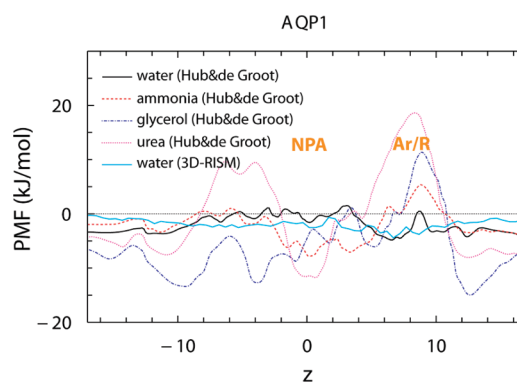 AQP1
water (Hub&de Groot)
ammonia (Hub&de Groot)
glycerol (Hub&de Groot)
urea (Hub&de Groot)
water (3D-RISM)
NPA
Ar/R
PMF (kJ/mol)
20
0
−20
−10
0
10
z